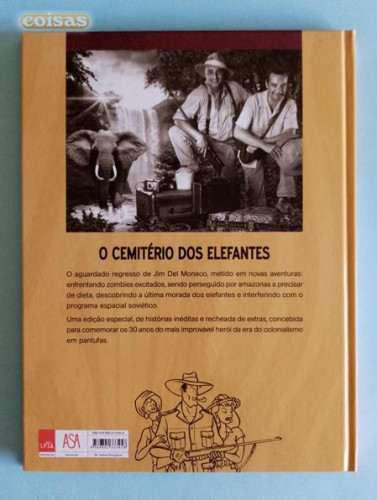 coisas
O CEMITÉRIO DOS ELEFANTES
O aguardado regresso de Jim Del Monaco, metido em novas aventuras:
enfrentando zombies excitados, sendo perseguido por amazonas a precisar
de dieta, descobrindo a última morada dos elefantes e interferindo com o
programa espacial soviético.
Uma edição especial, de histórias inéditas e recheada de extras, concebida
para comemorar os 30 anos do mais improvável herói da era do colonialismo
em pantufas.
LeYa
ASA